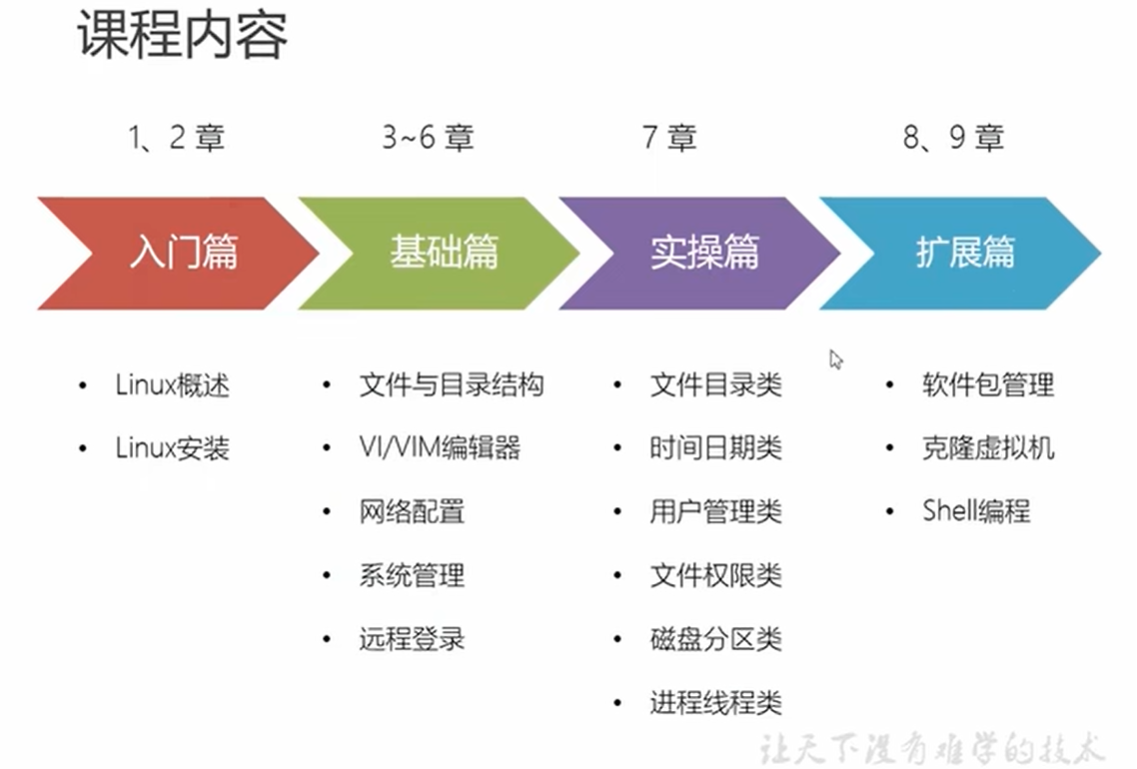 课程内容
1、2 章
3~6 章
7 章
8、9 章
入门篇
基础篇
实操篇
扩展篇
• Linux概述
• Linux安装
• 文件与目录结构
• VI/VIM编辑器
• 网络配置
• 系统管理
• 远程登录
• 文件目录类
• 时间日期类
• 用户管理类
• 文件权限类
• 磁盘分区类
• 进程线程类
• 软件包管理
• 克隆虚拟机
• Shell编程
让天下没有难学的技术